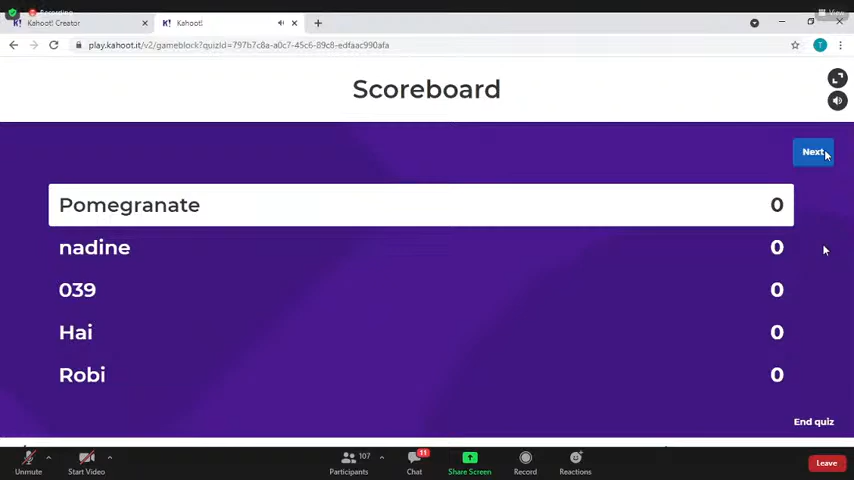 Recording
View
Kahoot! Creator
Kahoot!
play.kahoot.it/v2/gameblock?quizId=797b7c8a-a0c7-45c6-89c8-edfaac990afa
T
Scoreboard
Next
Pomegranate 0
nadine 0
039 0
Hai 0
Robi 0
End quiz
107
11
Unmute
Start Video
Participants
Chat
Share Screen
Record
Reactions
Leave